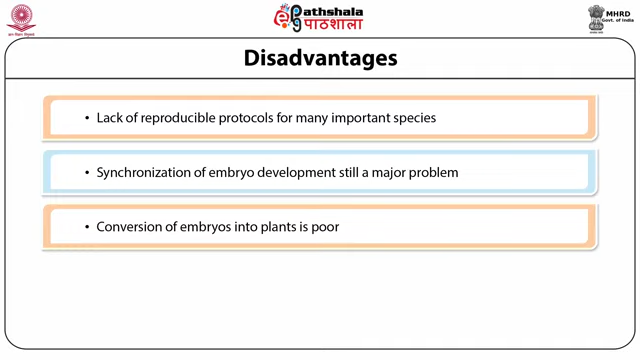 ePathshala
पाठशाला
MHRD
Govt. of India
Disadvantages
• Lack of reproducible protocols for many important species
• Synchronization of embryo development still a major problem
• Conversion of embryos into plants is poor